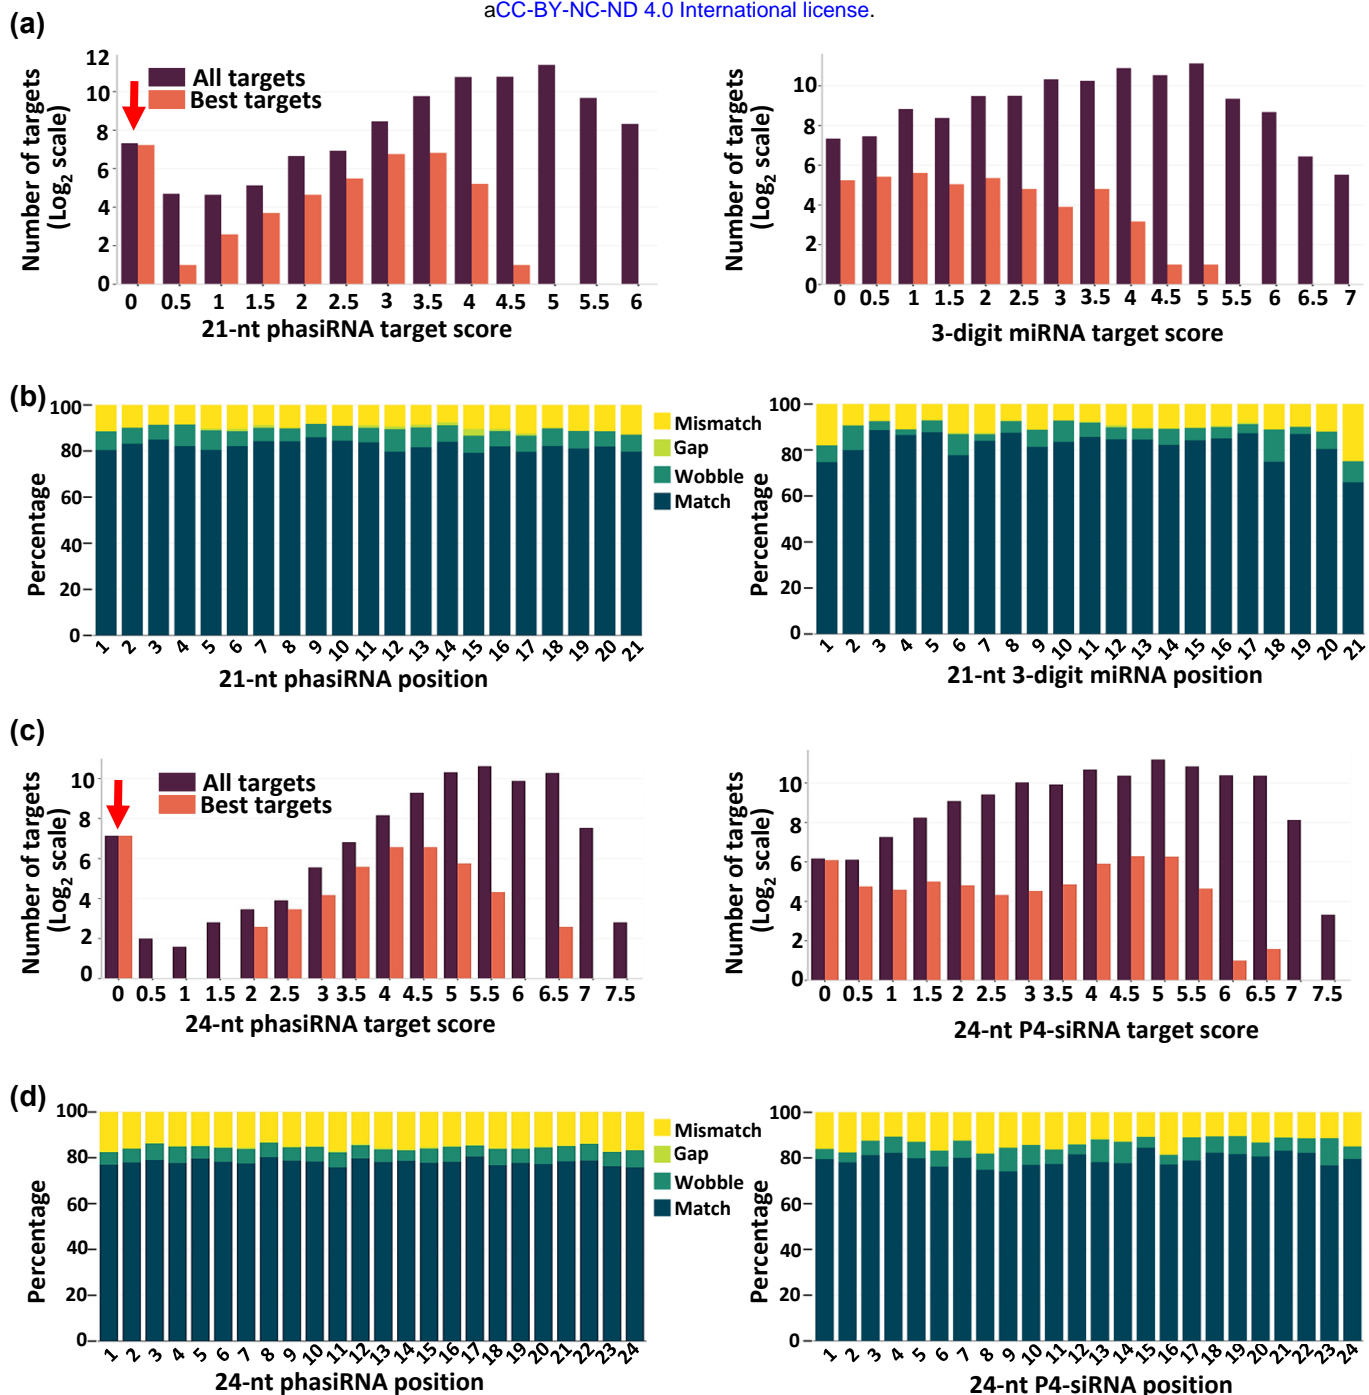 aCC-BY-NC-ND 4.0 International license.
(a)
Number of targets
(Log2 scale)
12
10
8
6
4
2
0
All targets
Best targets
0 0.5 1 1.5 2 2.5 3 3.5 4 4.5 5 5.5 6
21-nt phasiRNA target score
Number of targets
(Log2 scale)
10
8
6
4
2
0
0 0.5 1 1.5 2 2.5 3 3.5 4 4.5 5 5.5 6 6.5 7
3-digit miRNA target score
(b)
Percentage
100
80
60
40
20
0
1 2 3 4 5 6 7 8 9 10 11 12 13 14 15 16 17 18 19 20 21
21-nt phasiRNA position
Mismatch
Gap
Wobble
Match
Percentage
100
80
60
40
20
0
1 2 3 4 5 6 7 8 9 10 11 12 13 14 15 16 17 18 19 20 21
21-nt 3-digit miRNA position
(c)
Number of targets
(Log2 scale)
10
8
6
4
2
0
All targets
Best targets
0 0.5 1 1.5 2 2.5 3 3.5 4 4.5 5 5.5 6 6.5 7 7.5
24-nt phasiRNA target score
Number of targets
(Log2 scale)
10
8
6
4
2
0
0 0.5 1 1.5 2 2.5 3 3.5 4 4.5 5 5.5 6 6.5 7 7.5
24-nt P4-siRNA target score
(d)
Percentage
100
80
60
40
20
0
1 2 3 4 5 6 7 8 9 10 11 12 13 14 15 16 17 18 19 20 21 22 23 24
24-nt phasiRNA position
Mismatch
Gap
Wobble
Match
Percentage
100
80
60
40
20
0
1 2 3 4 5 6 7 8 9 10 11 12 13 14 15 16 17 18 19 20 21 22 23 24
24-nt P4-siRNA position